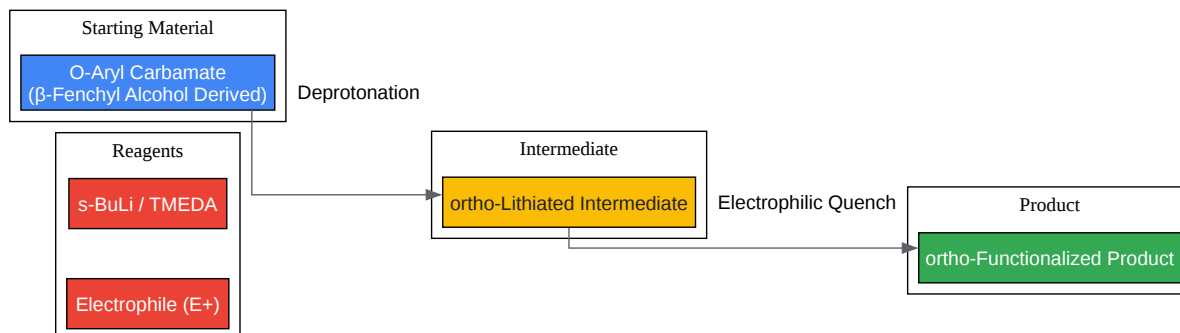 Starting Material
O-Aryl Carbamate
(β-Fenchyl Alcohol Derived)
Deprotonation
Reagents
s-BuLi / TMEDA
Electrophile (E+)
Intermediate
ortho-Lithiated Intermediate
Electrophilic Quench
Product
ortho-Functionalized Product